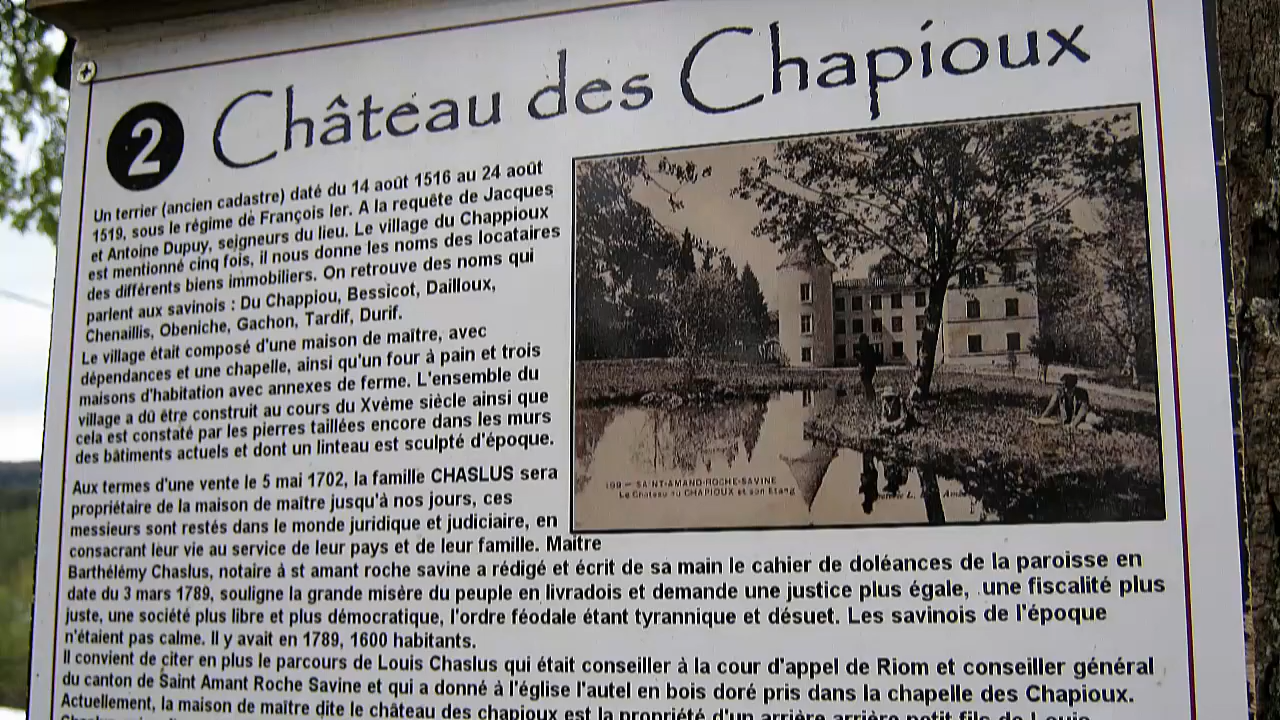 2 Château des Chapioux
Un terrier (ancien cadastre) daté du 14 août 1516 au 24 août
1519, sous le régime de François Ier. A la requête de Jacques,
et Antoine Dupuy, seigneurs du lieu. Le village du Chappioux
est mentionné cinq fois, il nous donne les noms des locataires
des différents biens immobiliers. On retrouve des noms qui
parlent aux savinois : Du Chappiou, Bessicot, Dailloux,
Chenaillis, Obeniche, Gachon, Tardif, Durif.
Le village était composé d'une maison de maître, avec
dépendances et une chapelle, ainsi qu'un four à pain et trois
maisons d'habitation avec annexes de ferme. L'ensemble du
village a dû être construit au cours du Xvème siècle ainsi que
cela est constaté par les pierres taillées encore dans les murs
des bâtiments actuels et dont un linteau est sculpté d'époque.
Aux termes d'une vente le 5 mai 1702, la famille CHASLUS sera
propriétaire de la maison de maître jusqu'à nos jours, ces
messieurs sont restés dans le monde juridique et judiciaire, en
consacrant leur vie au service de leur pays et de leur famille. Maître
Barthélémy Chaslus, notaire à st amant roche savine a rédigé et écrit de sa main le cahier de doléances de la paroisse en
date du 3 mars 1789, souligne la grande misère du peuple en livradois et demande une justice plus égale, une fiscalité plus
juste, une société plus libre et plus démocratique, l'ordre féodale étant tyrannique et désuet. Les savinois de l'époque
n'étaient pas calme. Il y avait en 1789, 1600 habitants.
Il convient de citer en plus le parcours de Louis Chaslus qui était conseiller à la cour d'appel de Riom et conseiller général
du canton de Saint Amant Roche Savine et qui a donné à l'église l'autel en bois doré pris dans la chapelle des Chapioux.
Actuellement, la maison de maître dite le château des chapioux est la propriété d'un arrière arrière petit fils de Louis
SAINT-AMAND-ROCHE-SAVINE
Le Chateau du CHAPIOUX et son Etang